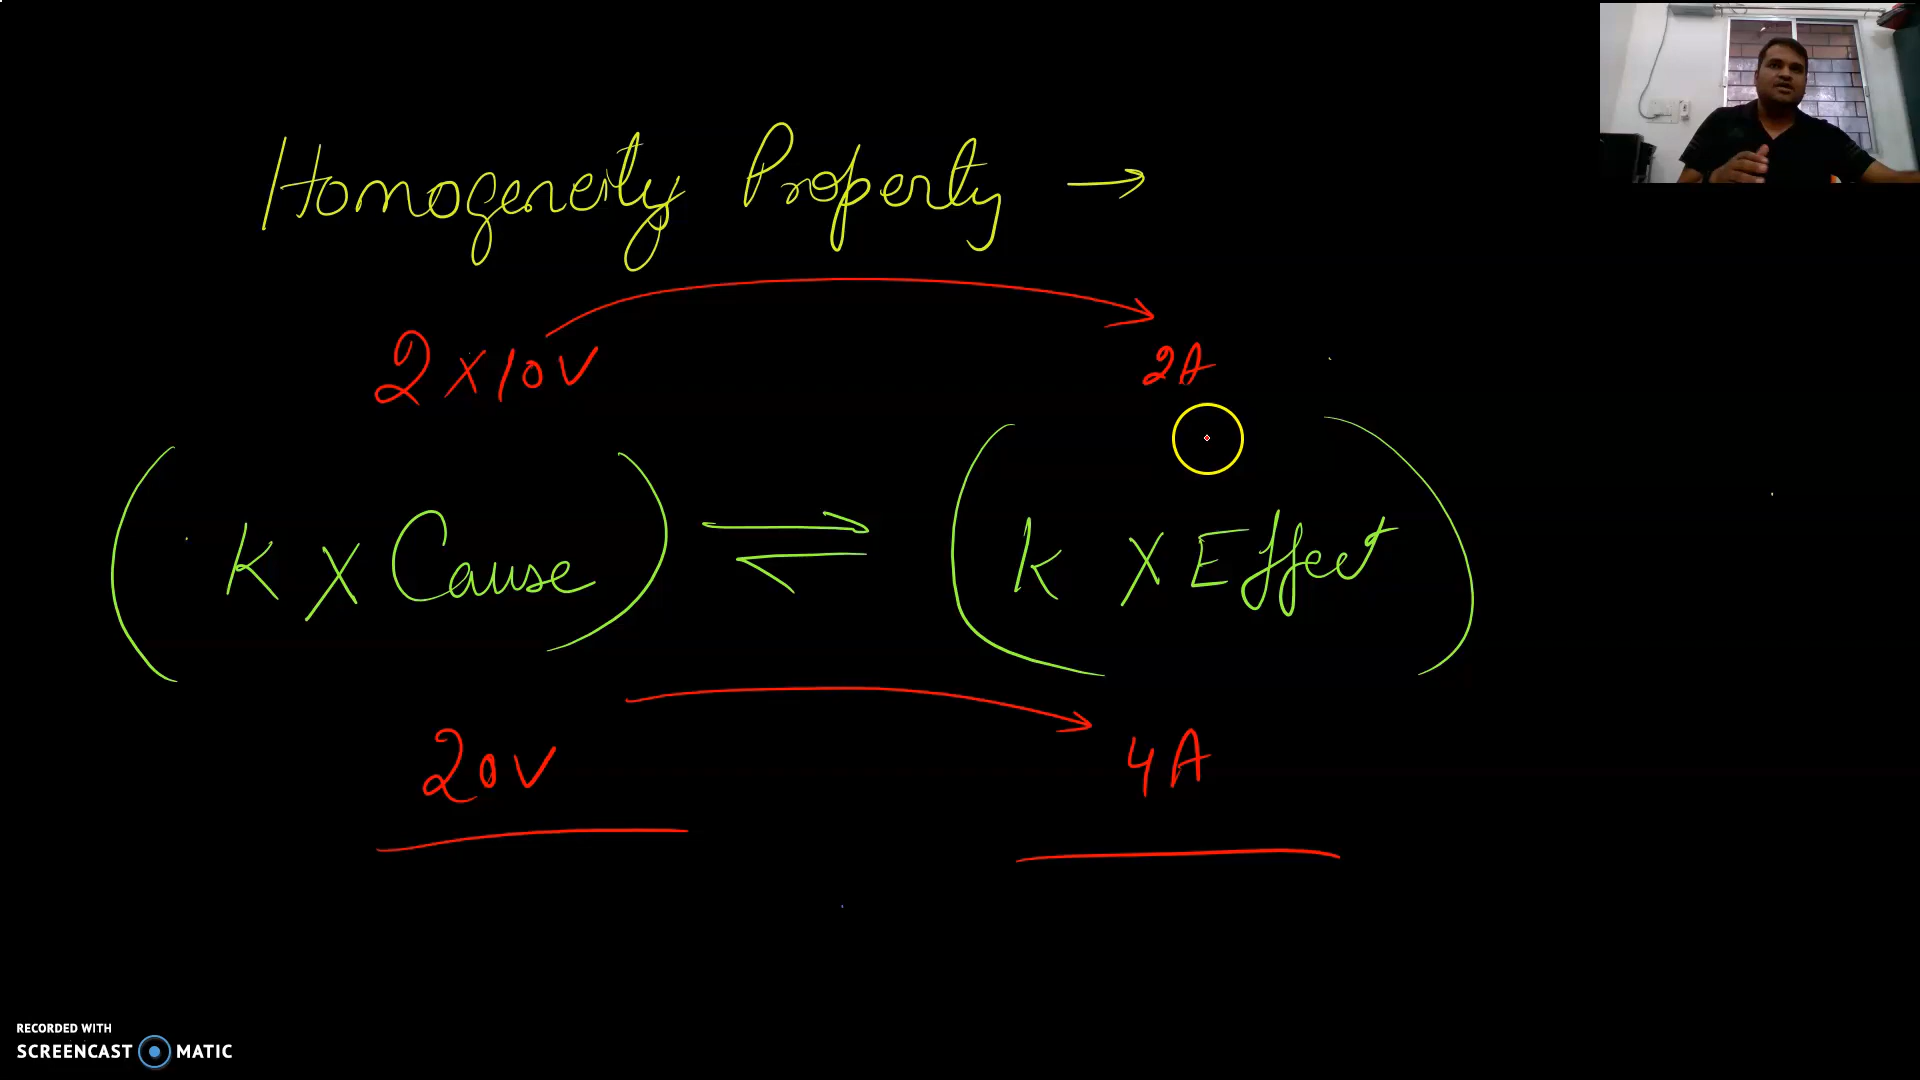 Homogeneity Property →
2 X 10V 2A
(K X Cause) ⇌ (K X Effect)
20V 4A
RECORDED WITH
SCREENCAST MATIC